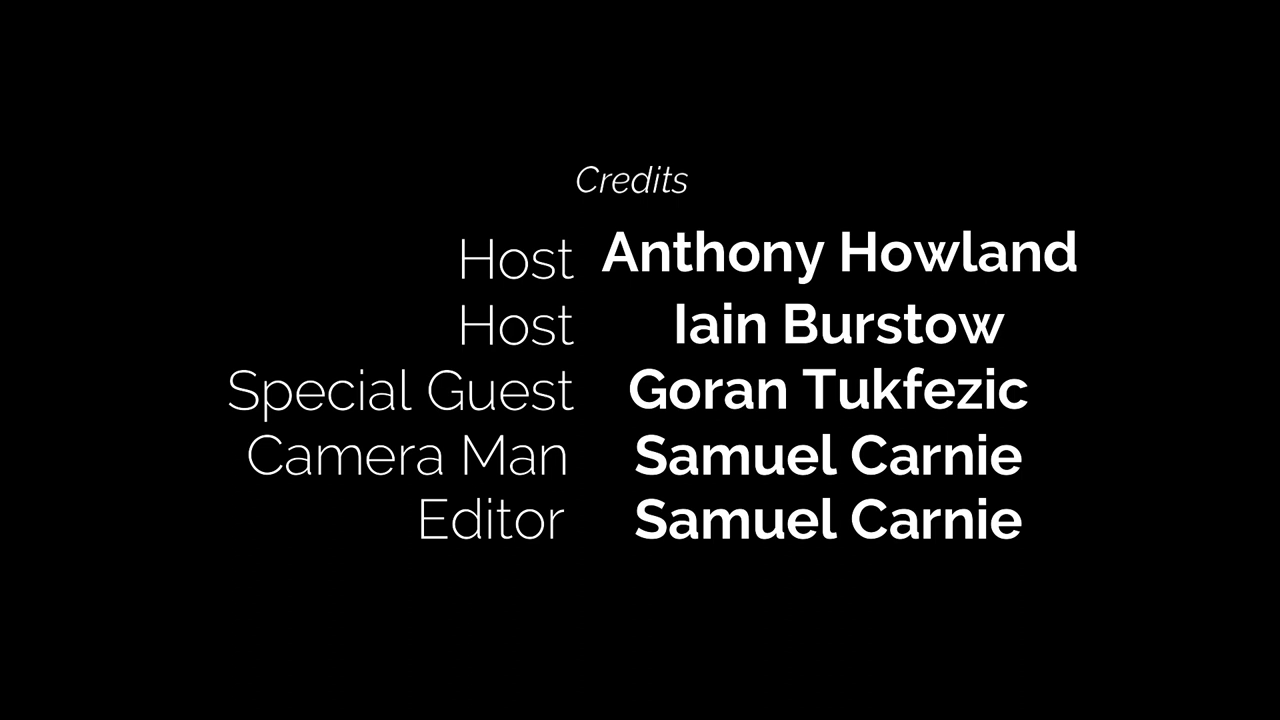 Credits
Host Anthony Howland
Host Iain Burstow
Special Guest Goran Tukfezic
Camera Man Samuel Carnie
Editor Samuel Carnie